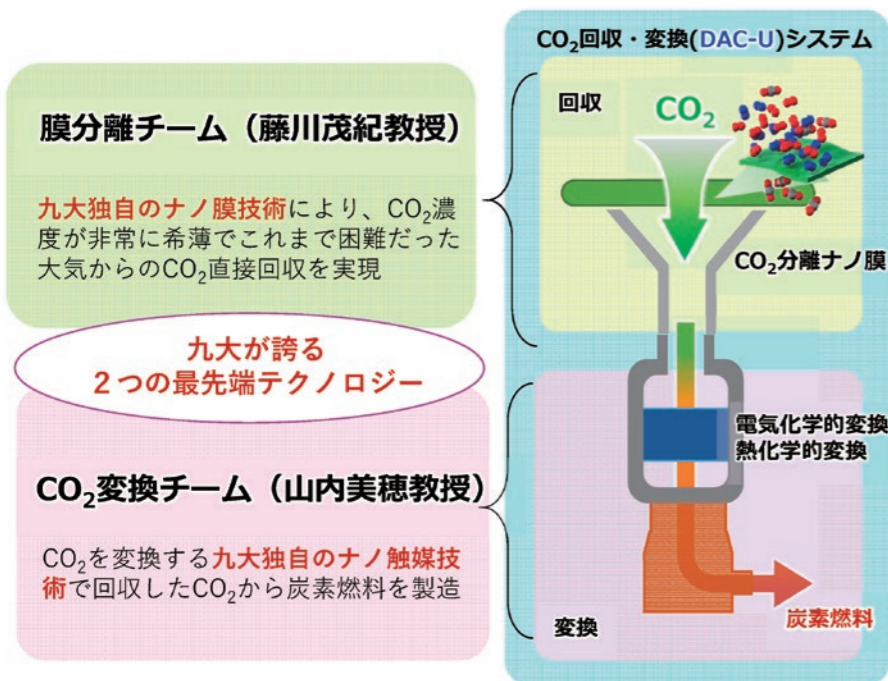 膜分離チーム（藤川茂紀教授）
九大独自のナノ膜技術により、CO₂濃
度が非常に希薄でこれまで困難だった
大気からのCO₂直接回収を実現
九大が誇る
２つの最先端テクノロジー
CO₂変換チーム（山内美穂教授）
CO₂を変換する九大独自のナノ触媒技
術で回収したCO₂から炭素燃料を製造
CO₂回収・変換(DAC-U)システム
回収
CO₂
CO₂分離ナノ膜
電気化学的変換
熱化学的変換
炭素燃料
変換